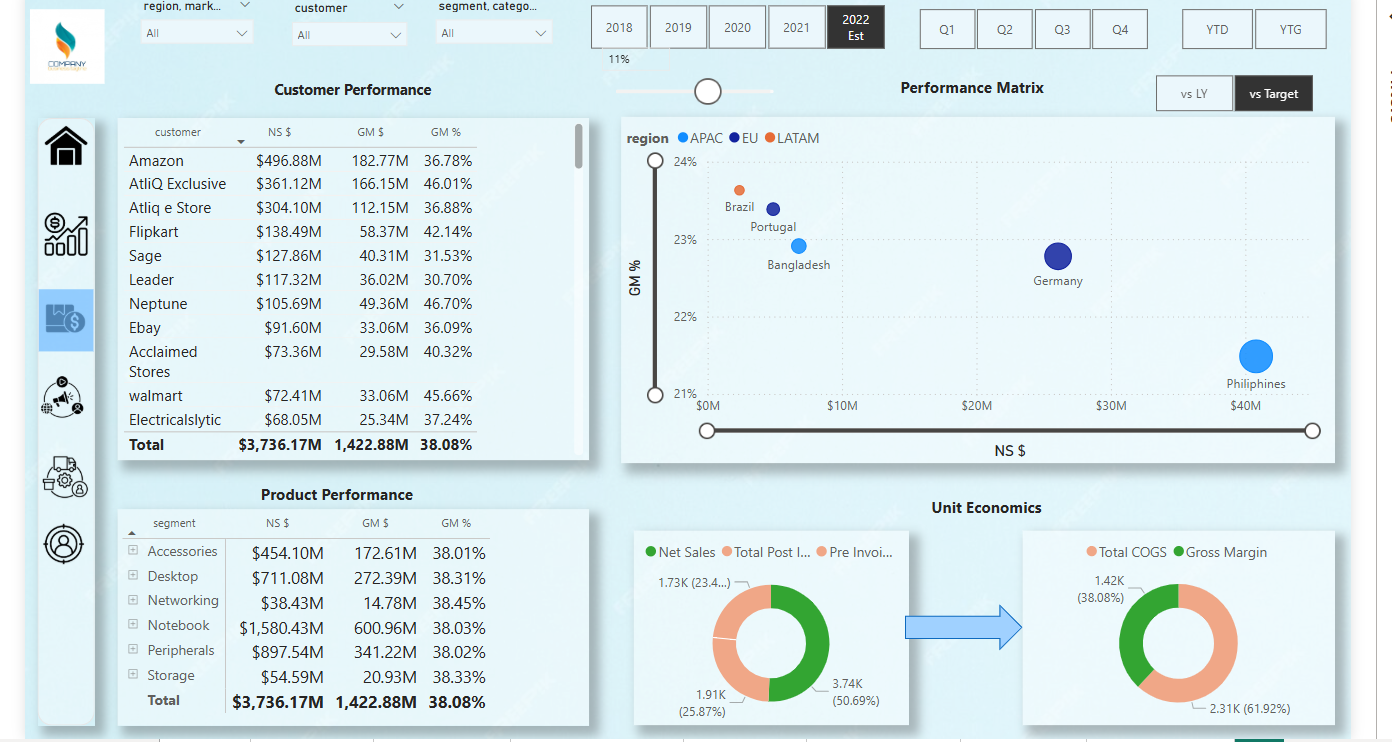 region, mark...
customer
segment, catego...
All
All
All
2018
2019
2020
2021
2022 Est
Q1
Q2
Q3
Q4
YTD
YTG
11%
COMPANY
Customer Performance
Performance Matrix
vs LY
vs Target
customer NS $ GM $ GM %
Amazon $496.88M 182.77M 36.78%
AtliQ Exclusive $361.12M 166.15M 46.01%
Atliq e Store $304.10M 112.15M 36.88%
Flipkart $138.49M 58.37M 42.14%
Sage $127.86M 40.31M 31.53%
Leader $117.32M 36.02M 30.70%
Neptune $105.69M 49.36M 46.70%
Ebay $91.60M 33.06M 36.09%
Acclaimed $73.36M 29.58M 40.32%
Stores
walmart $72.41M 33.06M 45.66%
Electricalslytic $68.05M 25.34M 37.24%
Total $3,736.17M 1,422.88M 38.08%
region APAC EU LATAM
24%
23%
22%
21%
GM %
Brazil
Portugal
Bangladesh
Germany
Philiphines
$0M $10M $20M $30M $40M
NS $
Product Performance
segment NS $ GM $ GM %
Accessories $454.10M 172.61M 38.01%
Desktop $711.08M 272.39M 38.31%
Networking $38.43M 14.78M 38.45%
Notebook $1,580.43M 600.96M 38.03%
Peripherals $897.54M 341.22M 38.02%
Storage $54.59M 20.93M 38.33%
Total $3,736.17M 1,422.88M 38.08%
Unit Economics
Net Sales Total Post I... Pre Invoi...
1.73K (23.4...)
1.91K
(25.87%)
3.74K
(50.69%)
Total COGS Gross Margin
1.42K
(38.08%)
2.31K (61.92%)